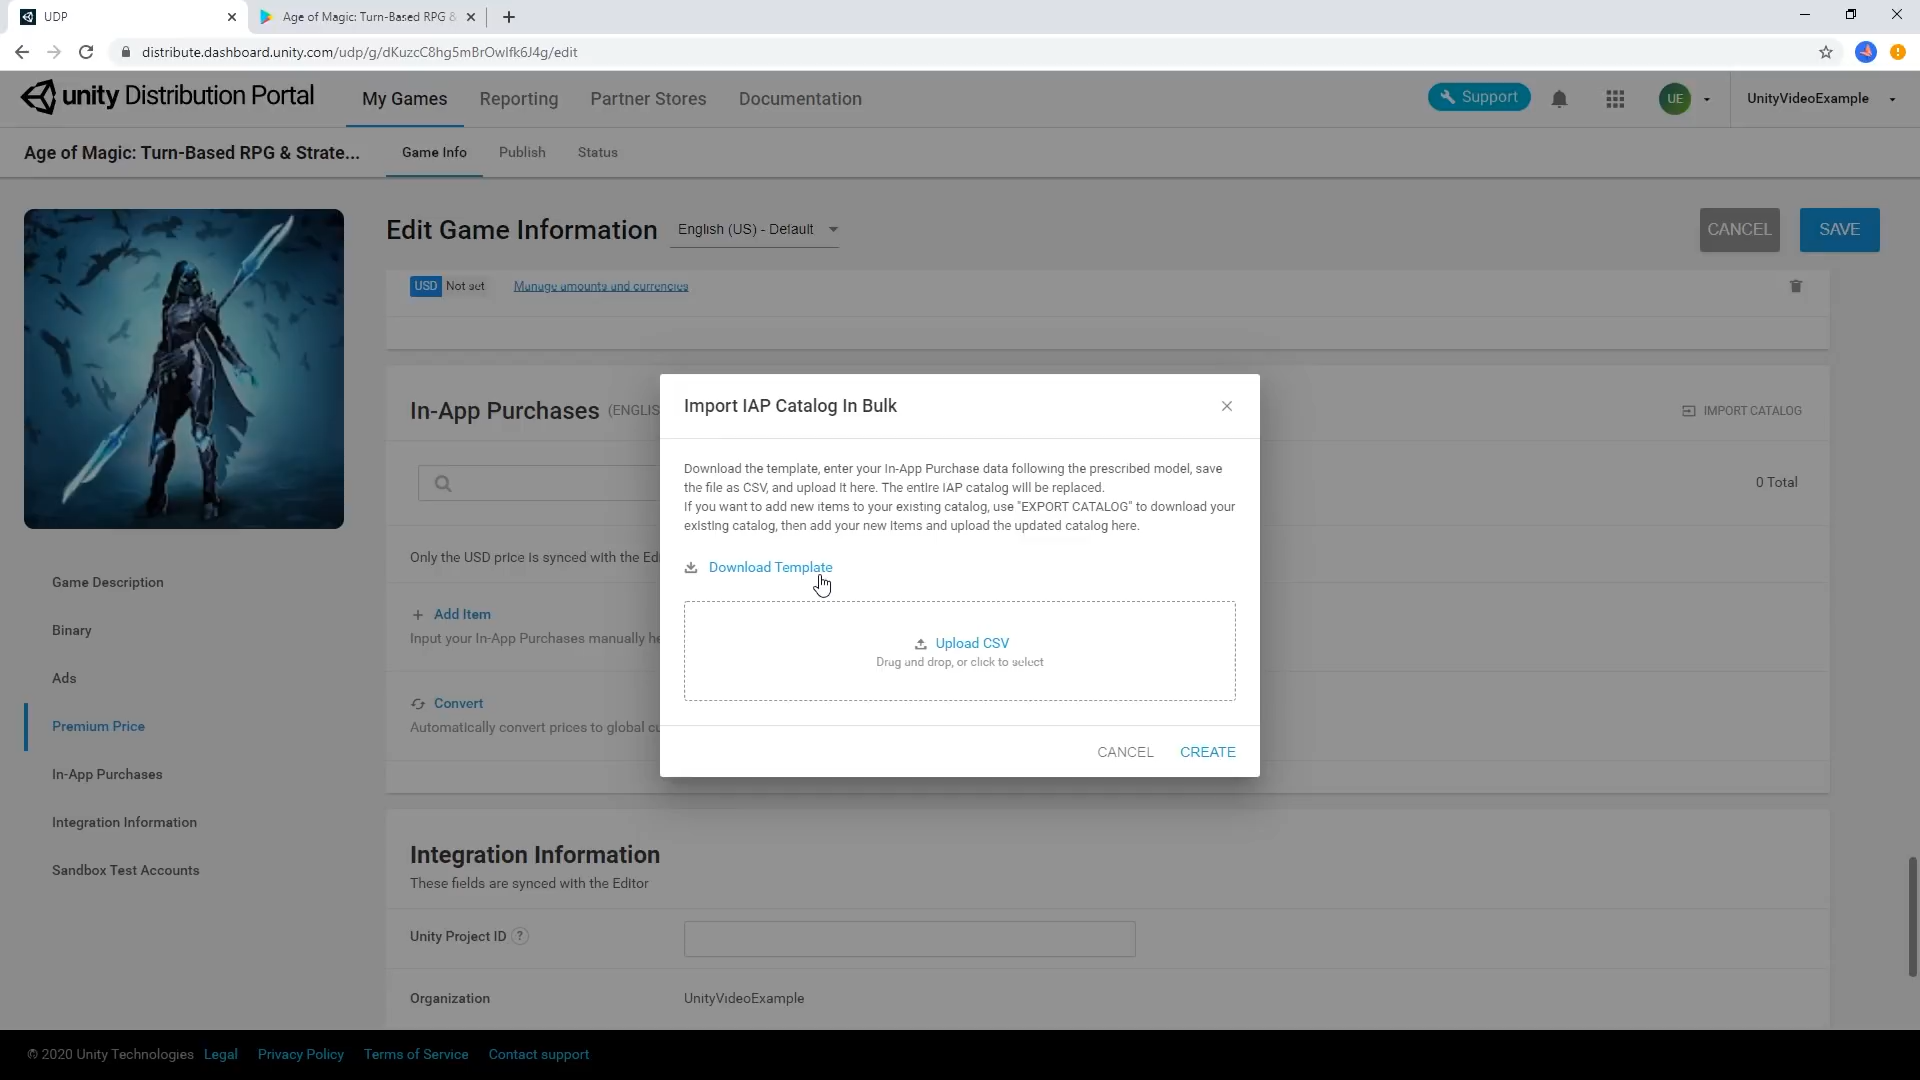 UDP
Age of Magic: Turn-Based RPG &
distribute.dashboard.unity.com/udp/g/dKuzcC8hg5mBrOwIfk6J4g/edit
unity Distribution Portal
My Games
Reporting
Partner Stores
Documentation
Support
UE
UnityVideoExample
Age of Magic: Turn-Based RPG & Strate...
Game Info
Publish
Status
Edit Game Information
English (US) - Default
CANCEL
SAVE
USD Not set
Manage amounts and currencies
In-App Purchases (ENGLIS
IMPORT CATALOG
0 Total
Only the USD price is synced with the Edi
+ Add Item
Input your In-App Purchases manually he
Convert
Automatically convert prices to global cu
Import IAP Catalog In Bulk
Download the template, enter your In-App Purchase data following the prescribed model, save
the file as CSV, and upload it here. The entire IAP catalog will be replaced.
If you want to add new items to your existing catalog, use "EXPORT CATALOG" to download your
existing catalog, then add your new items and upload the updated catalog here.
Download Template
Upload CSV
Drag and drop, or click to select
CANCEL
CREATE
Game Description
Binary
Ads
Premium Price
In-App Purchases
Integration Information
Sandbox Test Accounts
Integration Information
These fields are synced with the Editor
Unity Project ID ?
Organization
UnityVideoExample
© 2020 Unity Technologies Legal Privacy Policy Terms of Service Contact support